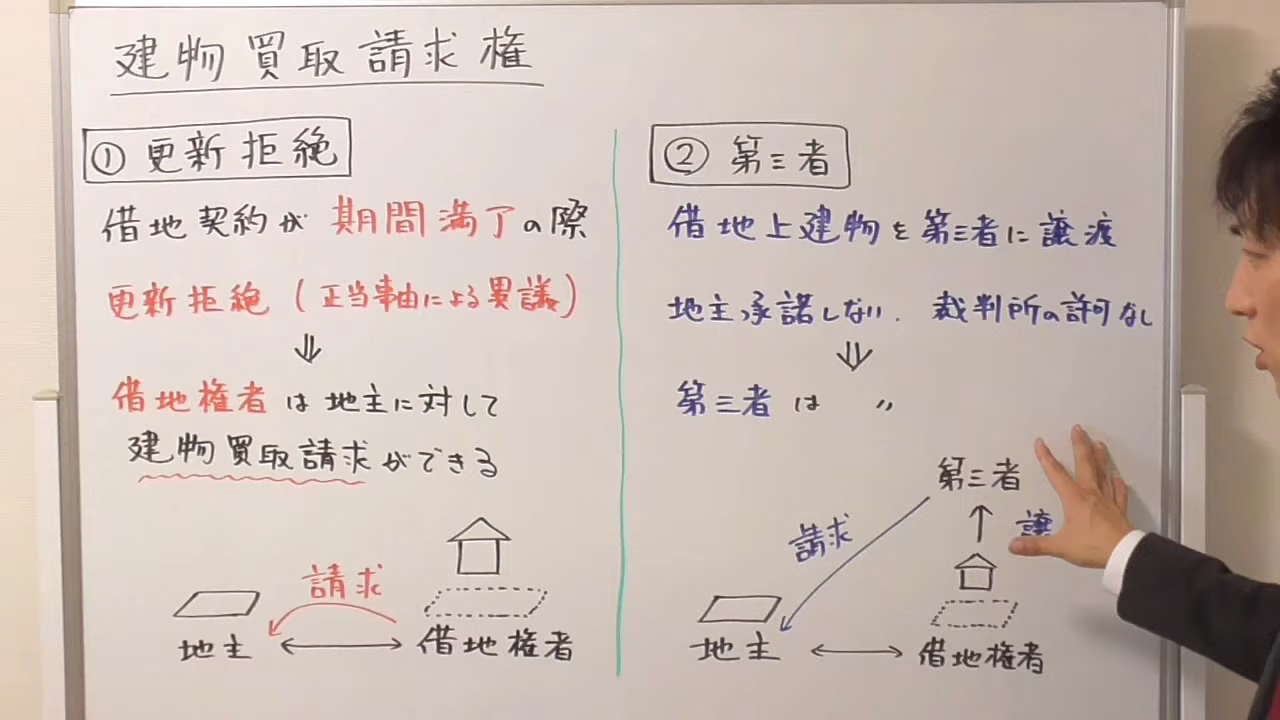 建物買取請求権
① 更新拒絶
借地契約が期間満了の際
更新拒絶(正当事由による異議)
⇓
借地権者は地主に対して
建物買取請求ができる
請求
地主 ↔ 借地権者
② 第三者
借地上建物を第三者に譲渡
地主が承諾しない. 裁判所の許可なし
⇓
第三者は 〃
第三者
請求
譲
地主 ↔ 借地権者